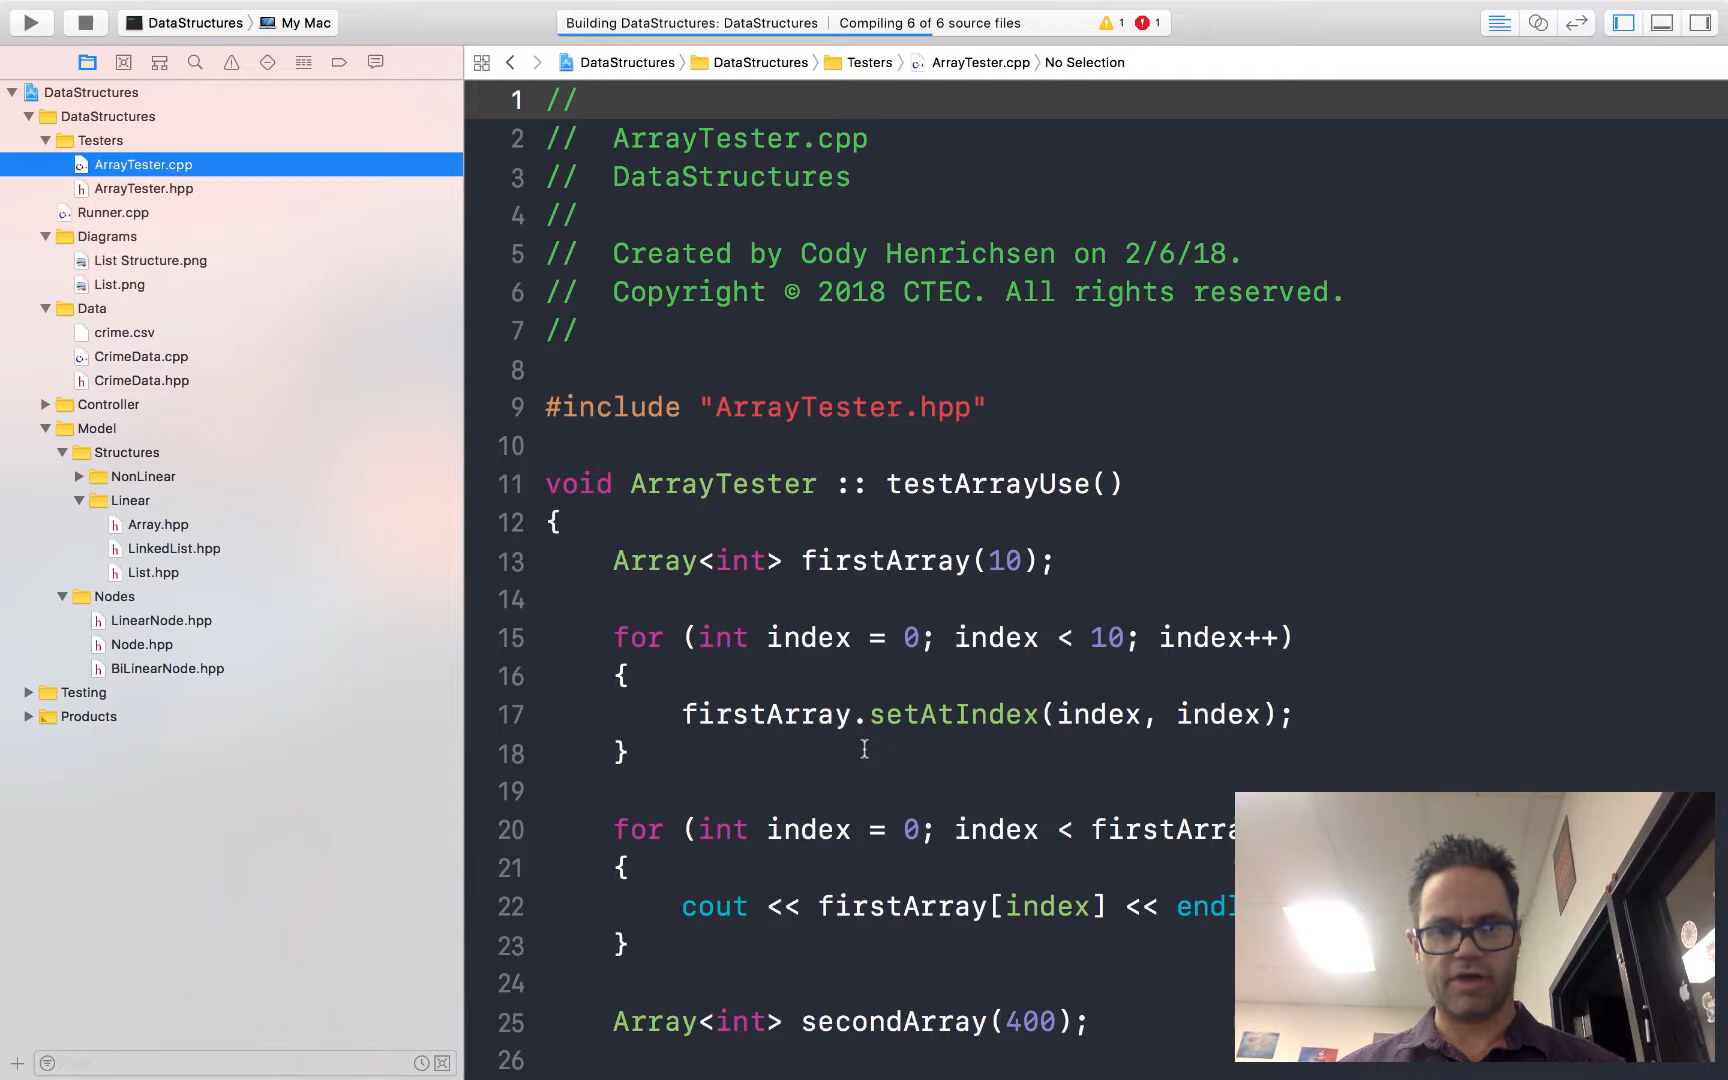 DataStructures
My Mac
Building DataStructures: DataStructures
Compiling 6 of 6 source files
1
1
DataStructures
DataStructures
Testers
ArrayTester.cpp
No Selection
DataStructures
DataStructures
Testers
ArrayTester.cpp
ArrayTester.hpp
Runner.cpp
Diagrams
List Structure.png
List.png
Data
crime.csv
CrimeData.cpp
CrimeData.hpp
Controller
Model
Structures
NonLinear
Linear
Array.hpp
LinkedList.hpp
List.hpp
Nodes
LinearNode.hpp
Node.hpp
BiLinearNode.hpp
Testing
Products
Filter
1 //
2 // ArrayTester.cpp
3 // DataStructures
4 //
5 // Created by Cody Henrichsen on 2/6/18.
6 // Copyright © 2018 CTEC. All rights reserved.
7 //
8
9 #include "ArrayTester.hpp"
10
11 void ArrayTester :: testArrayUse()
12 {
13 Array<int> firstArray(10);
14
15 for (int index = 0; index < 10; index++)
16 {
17 firstArray.setAtIndex(index, index);
18 }
19
20 for (int index = 0; index < firstArra
21 {
22 cout << firstArray[index] << endl
23 }
24
25 Array<int> secondArray(400);
26